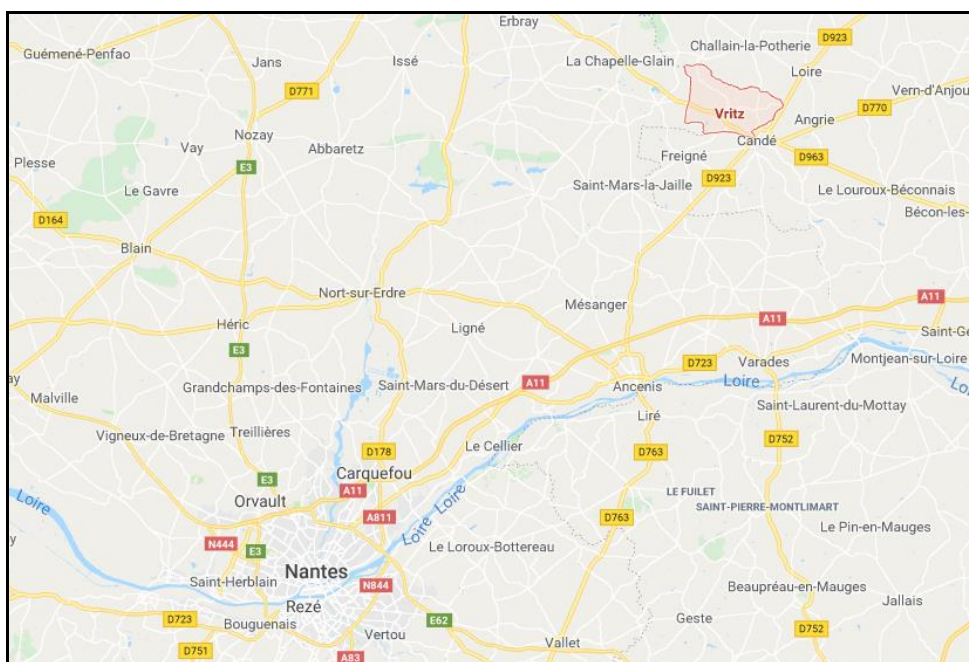 Erbray
Challain-la-Potherie
D923
Guémené-Penfao
Jans
Issé
La Chapelle-Glain
Loire
D771
Vritz
Vern-d'Anjou
D770
Angrie
Nozay
Candé
Vay
Abbaretz
Freigné
D963
Plesse
E3
D923
Le Gavre
Saint-Mars-la-Jaille
Le Louroux-Béconnais
D164
Bécon-les-
Blain
Nort-sur-Erdre
A11
Mésanger
Héric
Ligné
A11
Saint-Ge
E3
D723
Varades
Montjean-sur-Loire
ay
Grandchamps-des-Fontaines
Saint-Mars-du-Désert
A11
Ancenis
Loire
Lo
Malville
Liré
Saint-Laurent-du-Mottay
Vigneux-de-Bretagne
Treillières
D178
Le Cellier
D763
D752
E3
Carquefou
Loire
Orvault
A11
LE FUILET
Loire
Loire
A811
D763
SAINT-PIERRE-MONTLIMART
Le Pin-en-Mauges
N444
E3
Le Loroux-Bottereau
Nantes
Saint-Herblain
N844
Beaupréau-en-Mauges
Rezé
Jallais
D723
Bouguenais
E62
Geste
Vertou
D752
D751
A83
Vallet